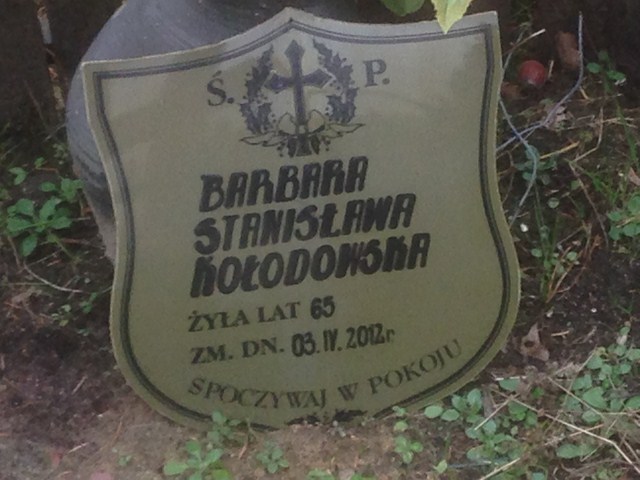 Ś. P.
BARBARA
STANISŁAWA
KOŁODOWSKA
ŻYŁA LAT 65
ZM. DN. 03.IV.2012r
SPOCZYWAJ W POKOJU